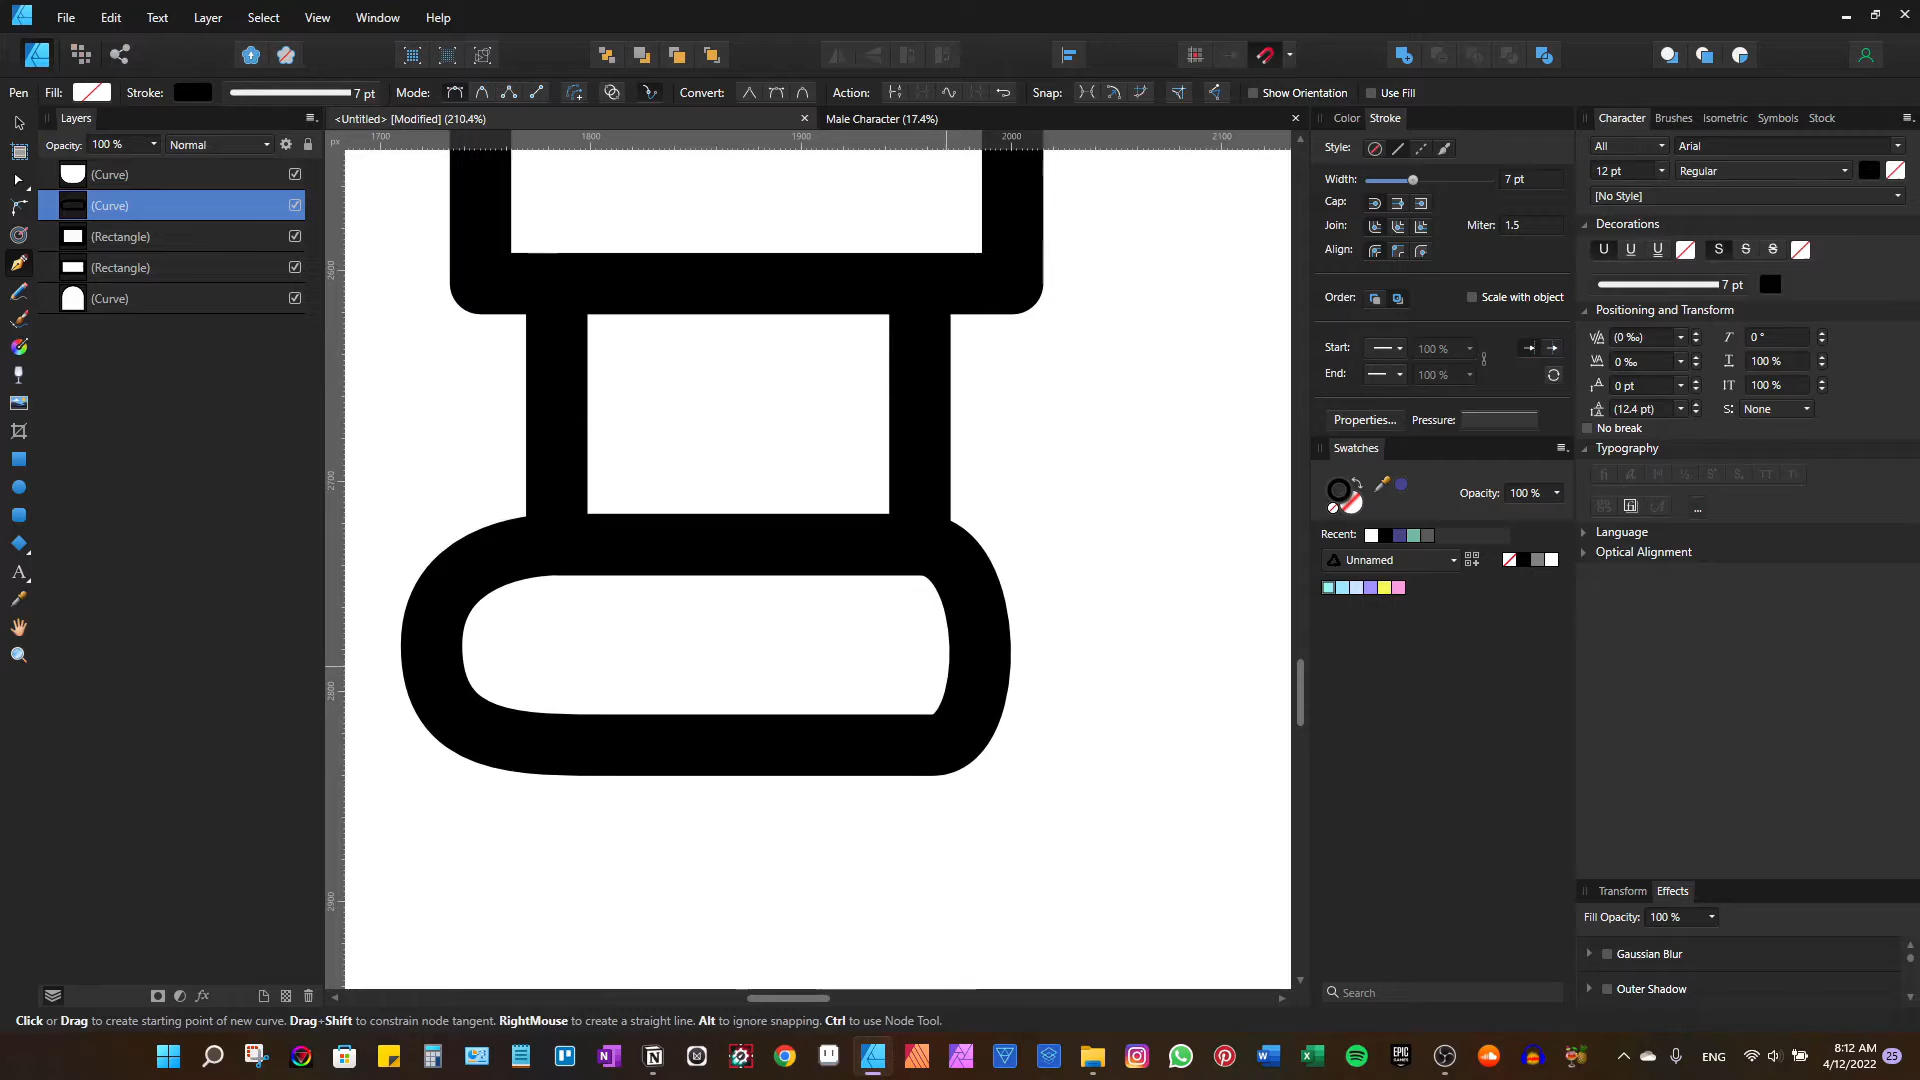 File Edit Text Layer Select View Window Help
Pen Fill: Stroke: 7 pt Mode: Convert: Action: Snap: Show Orientation Use Fill
Layers
<Untitled> [Modified] (210.4%)
Male Character (17.4%)
Color Stroke
Character Brushes Isometric Symbols Stock
Opacity: 100 % Normal
px 1700 1800 1900 2000 2100
2600
2700
2800
2900
(Curve)
(Curve)
(Rectangle)
(Rectangle)
(Curve)
Style:
Width: 7 pt
Cap:
Join: Miter: 1.5
Align:
Order: Scale with object
Start: 100 %
End: 100 %
Properties... Pressure:
Swatches
Opacity: 100 %
Recent:
Unnamed
Search
All Arial
12 pt Regular
[No Style]
Decorations
U U U S S S
7 pt
Positioning and Transform
(0 ‰) 0 °
0 ‰ 100 %
0 pt 100 %
(12.4 pt) S: None
No break
Typography
...
Language
Optical Alignment
Transform Effects
Fill Opacity: 100 %
Gaussian Blur
Outer Shadow
Click or Drag to create starting point of new curve. Drag+Shift to constrain node tangent. RightMouse to create a straight line. Alt to ignore snapping. Ctrl to use Node Tool.
ENG
8:12 AM
4/12/2022
25